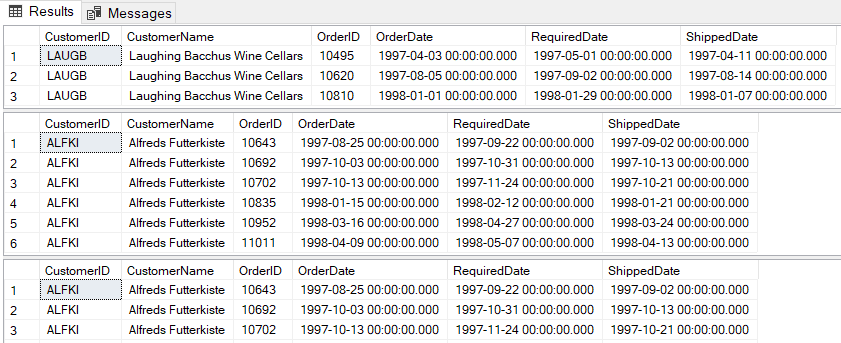 Results Messages
CustomerID CustomerName OrderID OrderDate RequiredDate ShippedDate
1 LAUGB Laughing Bacchus Wine Cellars 10495 1997-04-03 00:00:00.000 1997-05-01 00:00:00.000 1997-04-11 00:00:00.000
2 LAUGB Laughing Bacchus Wine Cellars 10620 1997-08-05 00:00:00.000 1997-09-02 00:00:00.000 1997-08-14 00:00:00.000
3 LAUGB Laughing Bacchus Wine Cellars 10810 1998-01-01 00:00:00.000 1998-01-29 00:00:00.000 1998-01-07 00:00:00.000
CustomerID CustomerName OrderID OrderDate RequiredDate ShippedDate
1 ALFKI Alfreds Futterkiste 10643 1997-08-25 00:00:00.000 1997-09-22 00:00:00.000 1997-09-02 00:00:00.000
2 ALFKI Alfreds Futterkiste 10692 1997-10-03 00:00:00.000 1997-10-31 00:00:00.000 1997-10-13 00:00:00.000
3 ALFKI Alfreds Futterkiste 10702 1997-10-13 00:00:00.000 1997-11-24 00:00:00.000 1997-10-21 00:00:00.000
4 ALFKI Alfreds Futterkiste 10835 1998-01-15 00:00:00.000 1998-02-12 00:00:00.000 1998-01-21 00:00:00.000
5 ALFKI Alfreds Futterkiste 10952 1998-03-16 00:00:00.000 1998-04-27 00:00:00.000 1998-03-24 00:00:00.000
6 ALFKI Alfreds Futterkiste 11011 1998-04-09 00:00:00.000 1998-05-07 00:00:00.000 1998-04-13 00:00:00.000
CustomerID CustomerName OrderID OrderDate RequiredDate ShippedDate
1 ALFKI Alfreds Futterkiste 10643 1997-08-25 00:00:00.000 1997-09-22 00:00:00.000 1997-09-02 00:00:00.000
2 ALFKI Alfreds Futterkiste 10692 1997-10-03 00:00:00.000 1997-10-31 00:00:00.000 1997-10-13 00:00:00.000
3 ALFKI Alfreds Futterkiste 10702 1997-10-13 00:00:00.000 1997-11-24 00:00:00.000 1997-10-21 00:00:00.000